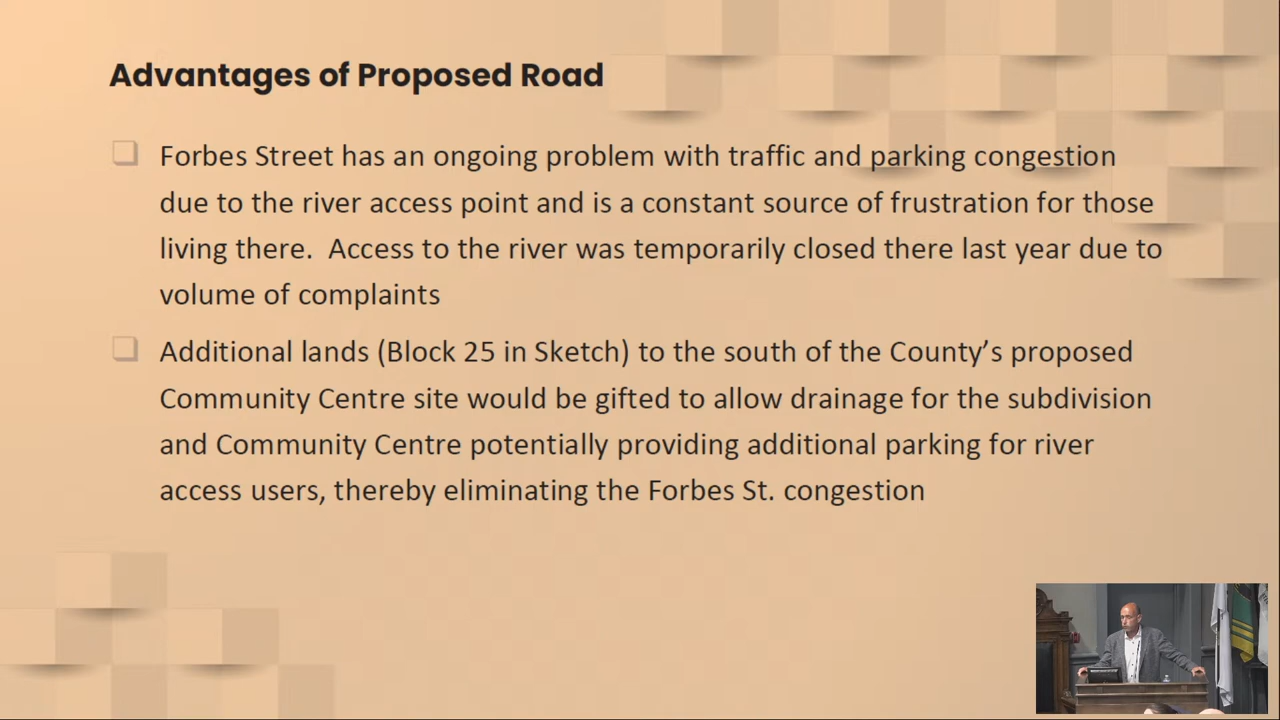 Advantages of Proposed Road
Forbes Street has an ongoing problem with traffic and parking congestion
due to the river access point and is a constant source of frustration for those
living there.  Access to the river was temporarily closed there last year due to
volume of complaints
Additional lands (Block 25 in Sketch) to the south of the County’s proposed
Community Centre site would be gifted to allow drainage for the subdivision
and Community Centre potentially providing additional parking for river
access users, thereby eliminating the Forbes St. congestion